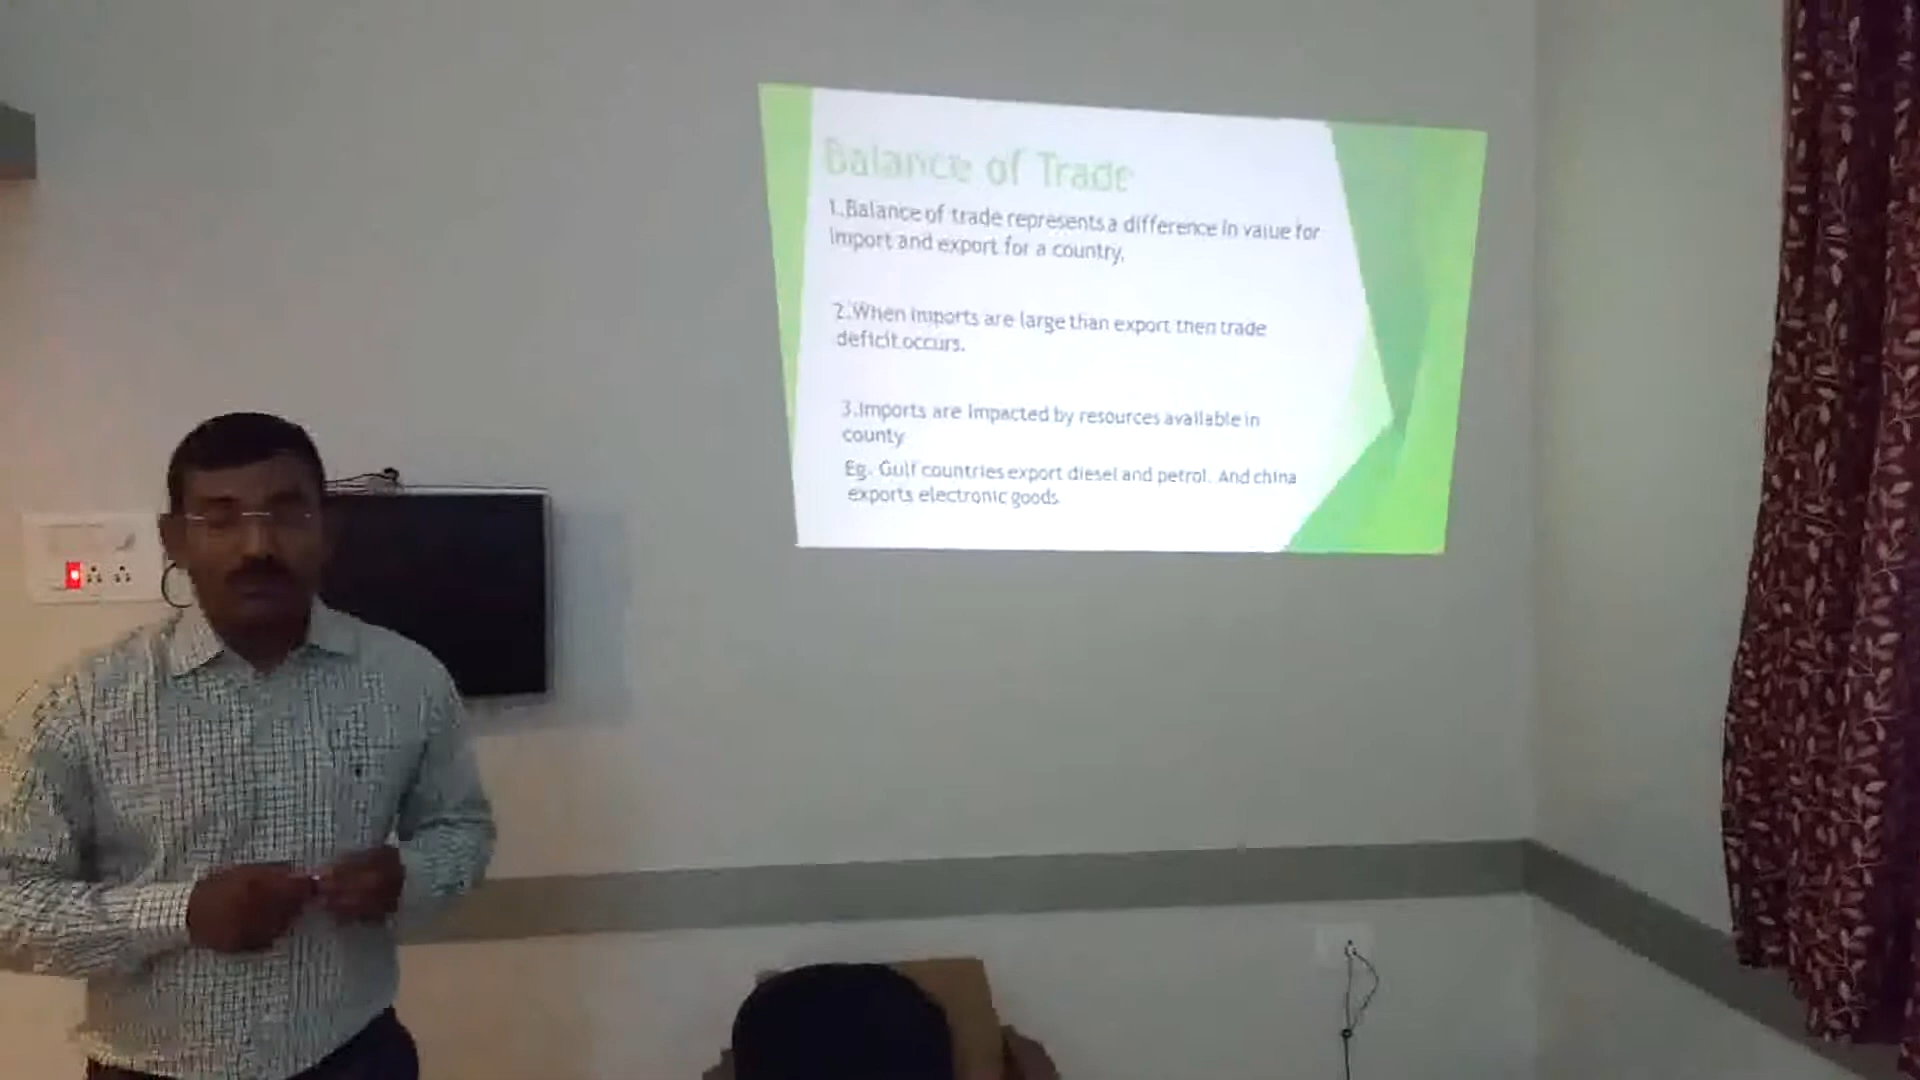 Balance of Trade
1.Balance of trade represents a difference in value for
import and export for a country.
2.When imports are large than export then trade
deficit occurs.
3.Imports are impacted by resources available in
county
Eg. Gulf countries export diesel and petrol. And china
exports electronic goods